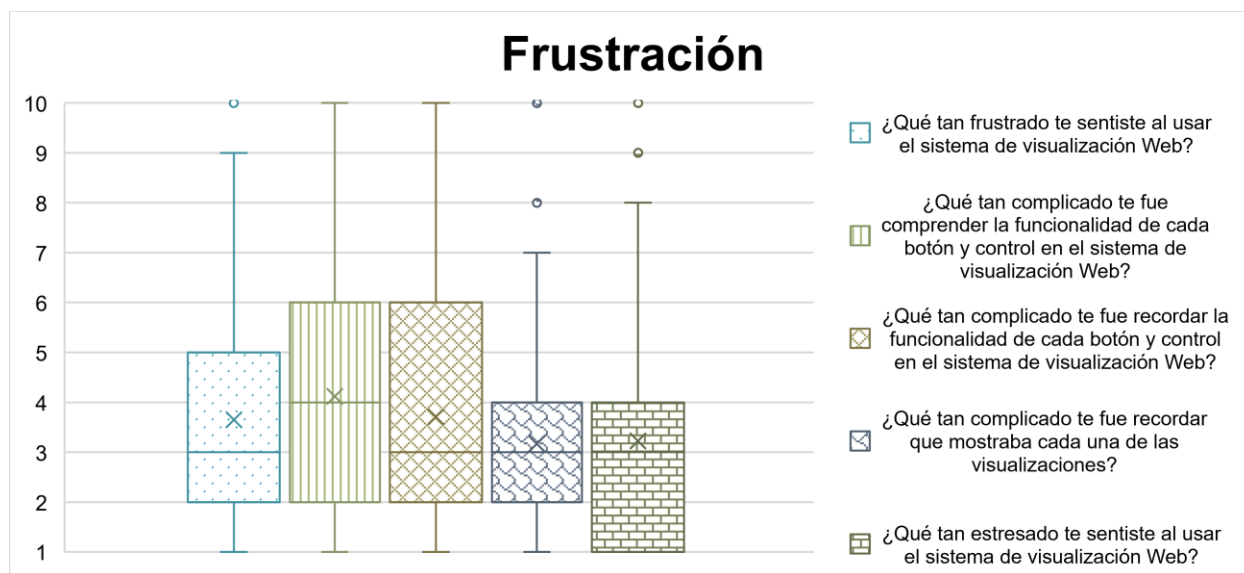 Frustración
10
9
8
7
6
5
4
3
2
1
¿Qué tan frustrado te sentiste al usar
el sistema de visualización Web?
¿Qué tan complicado te fue
comprender la funcionalidad de cada
botón y control en el sistema de
visualización Web?
¿Qué tan complicado te fue recordar la
funcionalidad de cada botón y control
en el sistema de visualización Web?
¿Qué tan complicado te fue recordar
que mostraba cada una de las
visualizaciones?
¿Qué tan estresado te sentiste al usar
el sistema de visualización Web?